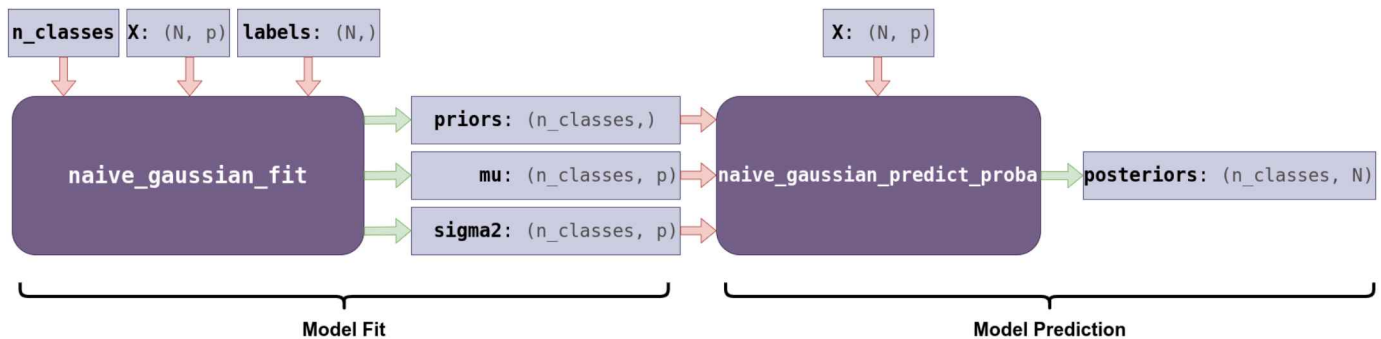 n_classes
X: (N, p)
labels: (N,)
X: (N, p)
naive_gaussian_fit
priors: (n_classes,)
mu: (n_classes, p)
sigma2: (n_classes, p)
naive_gaussian_predict_proba
posteriors: (n_classes, N)
Model Fit
Model Prediction